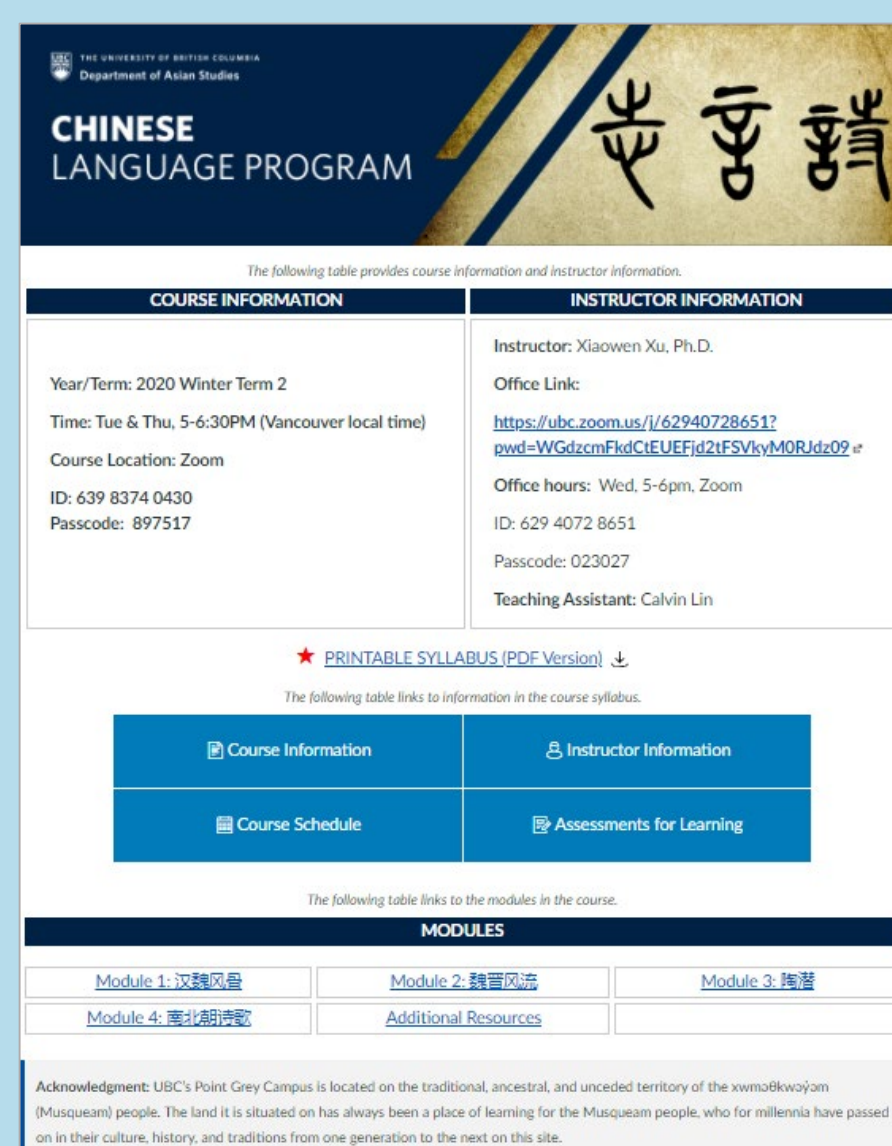 UBC
THE UNIVERSITY OF BRITISH COLUMBIA
Department of Asian Studies
CHINESE
LANGUAGE PROGRAM
志言詩
The following table provides course information and instructor information.
COURSE INFORMATION
Year/Term: 2020 Winter Term 2
Time: Tue & Thu, 5-6:30PM (Vancouver local time)
Course Location: Zoom
ID: 639 8374 0430
Passcode: 897517
INSTRUCTOR INFORMATION
Instructor: Xiaowen Xu, Ph.D.
Office Link:
https://ubc.zoom.us/j/62940728651?
pwd=WGdzcmFkdCtEUEFjd2tFSVkyM0RJdz09
Office hours: Wed, 5-6pm, Zoom
ID: 629 4072 8651
Passcode: 023027
Teaching Assistant: Calvin Lin
★ PRINTABLE SYLLABUS (PDF Version)
The following table links to information in the course syllabus.
Course Information
Instructor Information
Course Schedule
Assessments for Learning
The following table links to the modules in the course.
MODULES
Module 1: 汉魏风骨
Module 2: 魏晋风流
Module 3: 陶潜
Module 4: 南北朝诗歌
Additional Resources
Acknowledgment: UBC's Point Grey Campus is located on the traditional, ancestral, and unceded territory of the xwməθkwəy̓əm
(Musqueam) people. The land it is situated on has always been a place of learning for the Musqueam people, who for millennia have passed
on in their culture, history, and traditions from one generation to the next on this site.